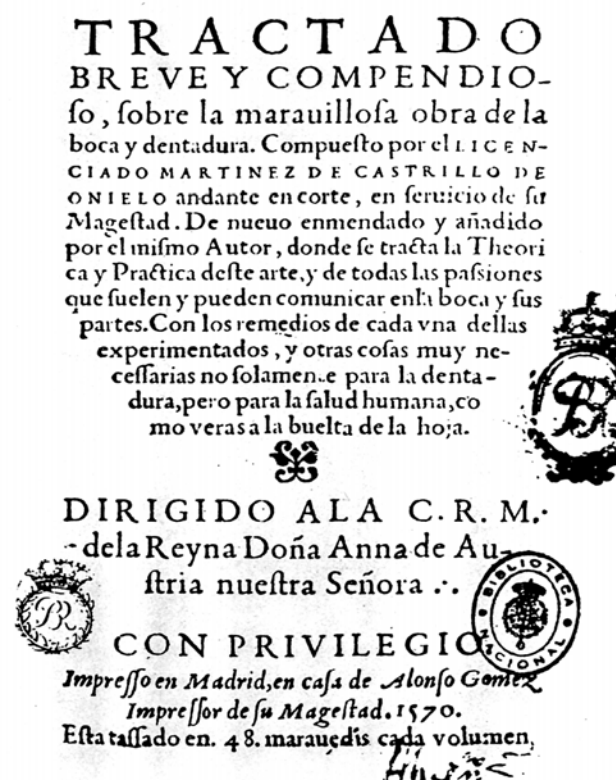 TRACTADO
BREVE Y COMPENDIO-
ſo, ſobre la marauilloſa obra de la
boca y dentadura. Compueſto por el LICEN-
CIADO MARTINEZ DE CASTRILLO DE
ONIELO andante en corte, en ſeruicio de ſu
Mageſtad. De nueuo enmendado y añadido
por el miſmo Autor, donde ſe tracta la Theori
ca y Practica deſte arte, y de todas las paſsiones
que ſuelen y pueden comunicar enla boca y ſus
partes. Con los remedios de cada vna dellas
experimentados, y otras coſas muy ne-
ceſſarias no ſolamente para la denta-
dura, pero para la ſalud humana, co
mo veras a la buelta de la hoja.
DIRIGIDO ALA C. R. M.
dela Reyna Doña Anna de Au-
ſtria nueſtra Señora .·.
BR
BIBLIOTECA NACIONAL
CON PRIVILEGIO
Impreſſo en Madrid, en caſa de Alonſo Gomez
Impreſſor de ſu Mageſtad. 1570.
Eſta taſſado en. 48. marauedis cada volumen,